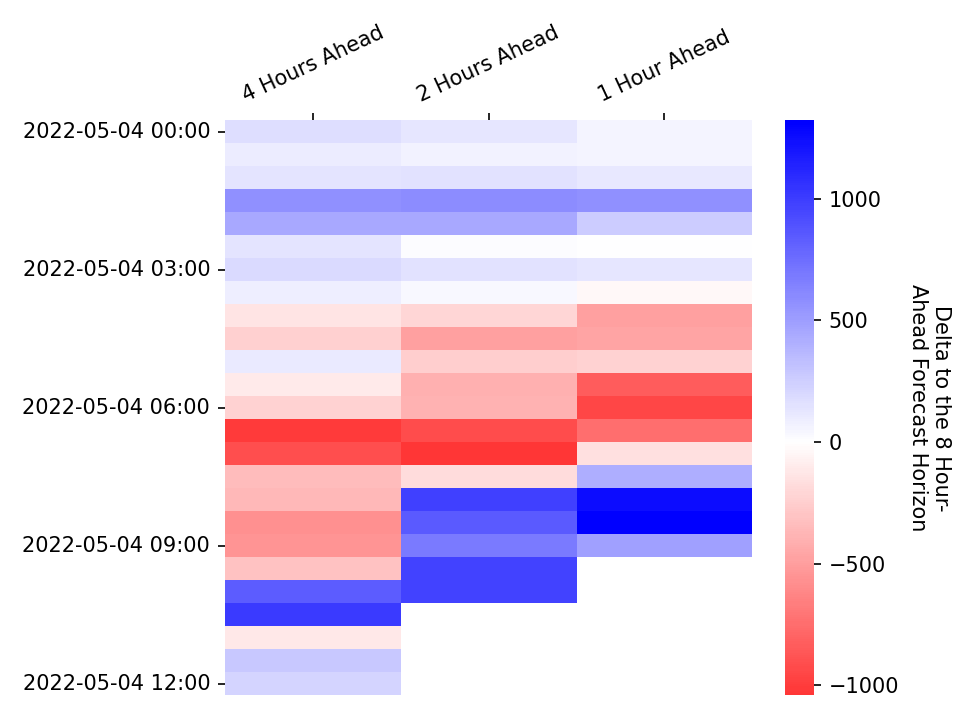 4 Hours Ahead
2 Hours Ahead
1 Hour Ahead
2022-05-04 00:00
2022-05-04 03:00
2022-05-04 06:00
2022-05-04 09:00
2022-05-04 12:00
1000
500
0
−500
−1000
Delta to the 8 Hour-
Ahead Forecast Horizon